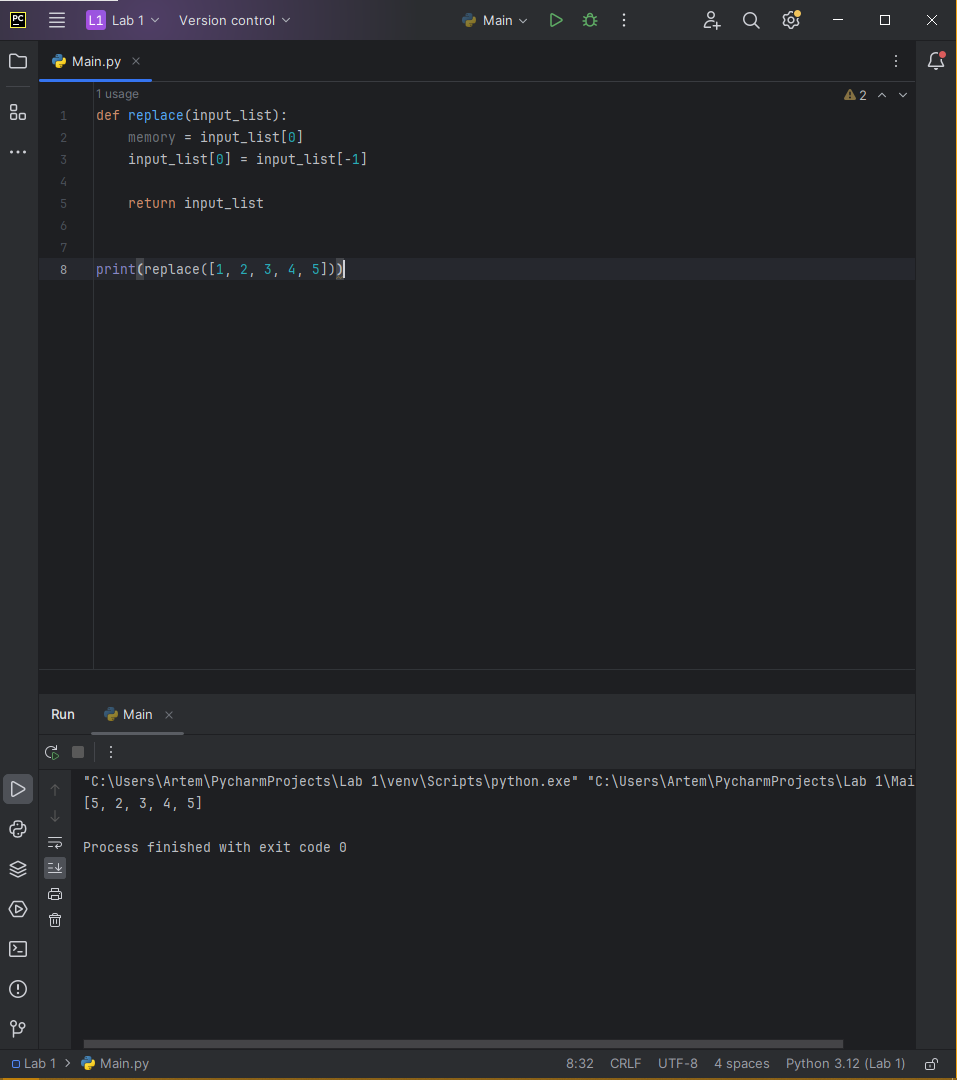 PC L1 Lab 1 Version control Main
Main.py
1 usage
2
1 def replace(input_list):
2 memory = input_list[0]
3 input_list[0] = input_list[-1]
4
5 return input_list
6
7
8 print(replace([1, 2, 3, 4, 5]))
Run Main
"C:\Users\Artem\PycharmProjects\Lab 1\venv\Scripts\python.exe" "C:\Users\Artem\PycharmProjects\Lab 1\Mai
[5, 2, 3, 4, 5]
Process finished with exit code 0
Lab 1 > Main.py 8:32 CRLF UTF-8 4 spaces Python 3.12 (Lab 1)